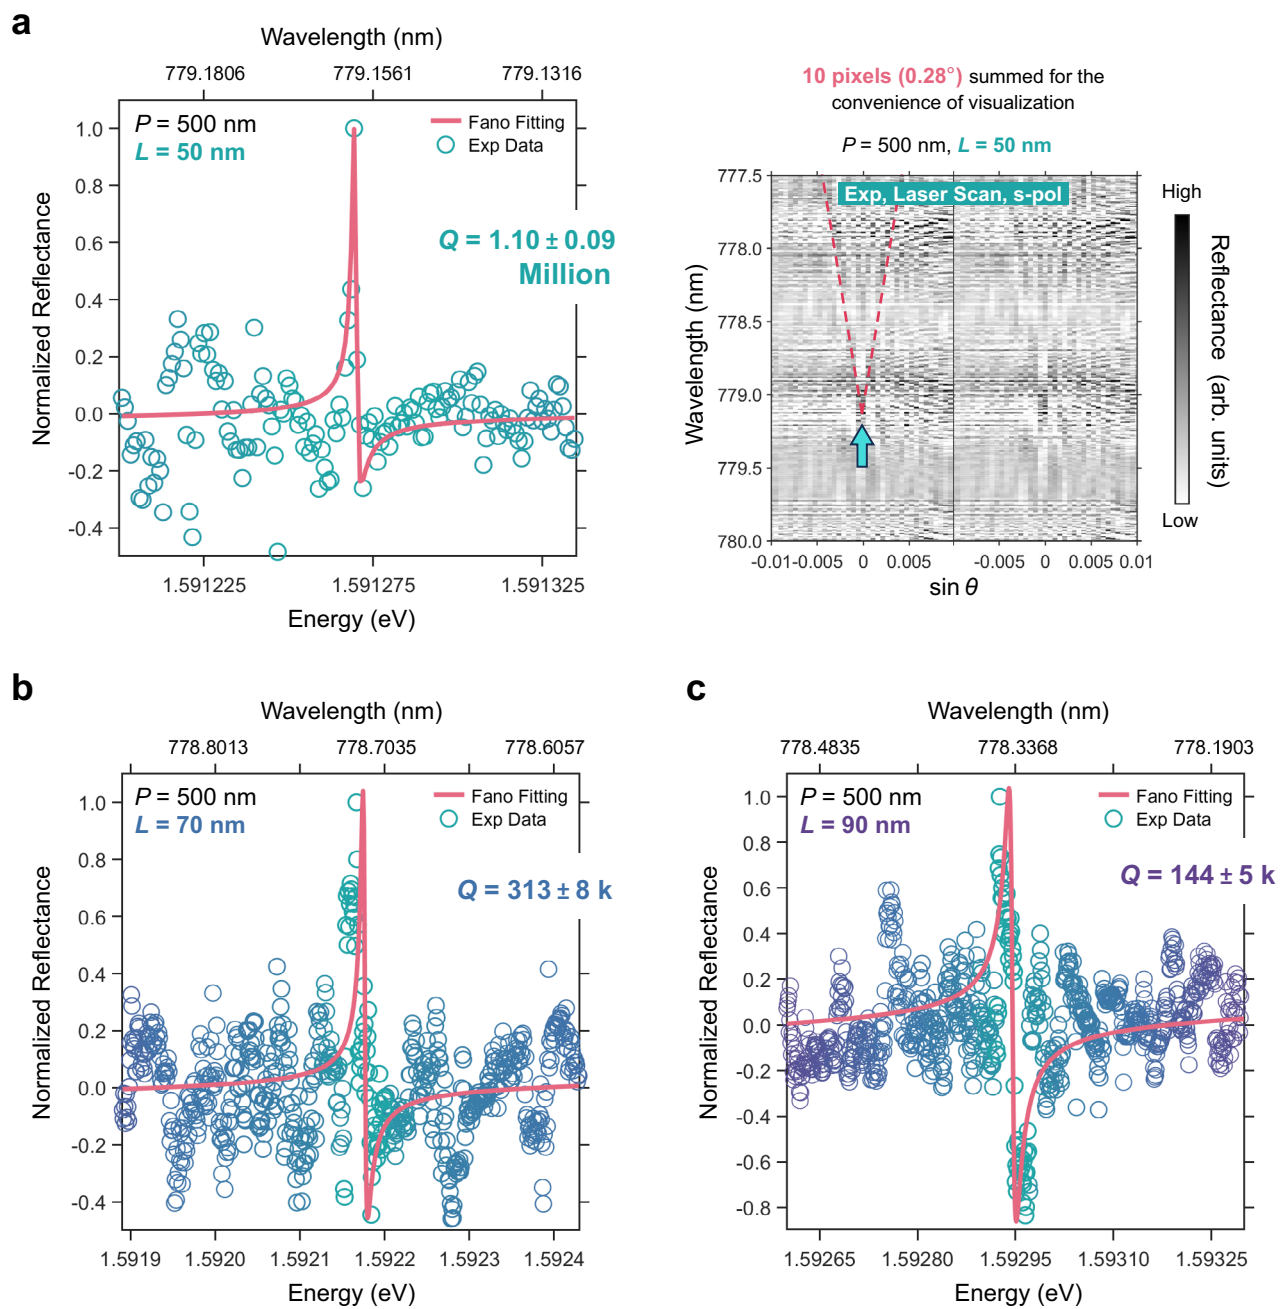 a
Wavelength (nm)
779.1806 779.1561 779.1316
P = 500 nm
L = 50 nm
Fano Fitting
Exp Data
Q = 1.10 ± 0.09
Million
1.0
0.8
0.6
0.4
0.2
0.0
-0.2
-0.4
Normalized Reflectance
1.591225 1.591275 1.591325
Energy (eV)
10 pixels (0.28°) summed for the
convenience of visualization
P = 500 nm, L = 50 nm
Exp, Laser Scan, s-pol
777.5
778.0
778.5
779.0
779.5
780.0
Wavelength (nm)
-0.01 -0.005 0 0.005 -0.005 0 0.005 0.01
sin θ
High
Low
Reflectance (arb. units)
b
Wavelength (nm)
778.8013 778.7035 778.6057
P = 500 nm
L = 70 nm
Fano Fitting
Exp Data
Q = 313 ± 8 k
1.0
0.8
0.6
0.4
0.2
0.0
-0.2
-0.4
Normalized Reflectance
1.5919 1.5920 1.5921 1.5922 1.5923 1.5924
Energy (eV)
c
Wavelength (nm)
778.4835 778.3368 778.1903
P = 500 nm
L = 90 nm
Fano Fitting
Exp Data
Q = 144 ± 5 k
1.0
0.8
0.6
0.4
0.2
0.0
-0.2
-0.4
-0.6
-0.8
Normalized Reflectance
1.59265 1.59280 1.59295 1.59310 1.59325
Energy (eV)